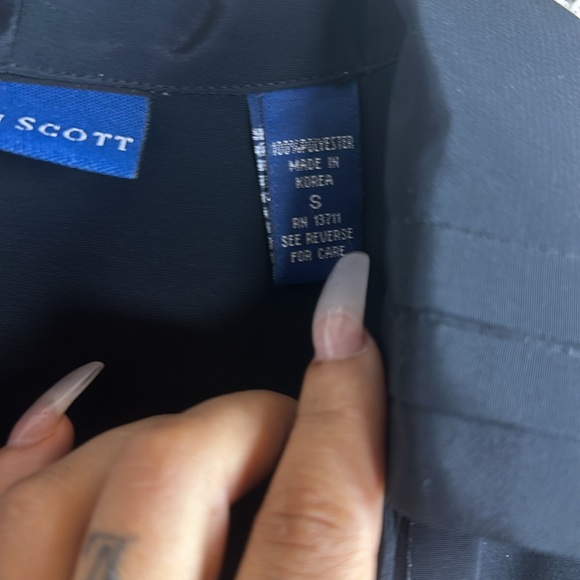 SCOTT
100%POLYESTER
MADE IN
KOREA
S
RN 13711
SEE REVERSE
FOR CARE